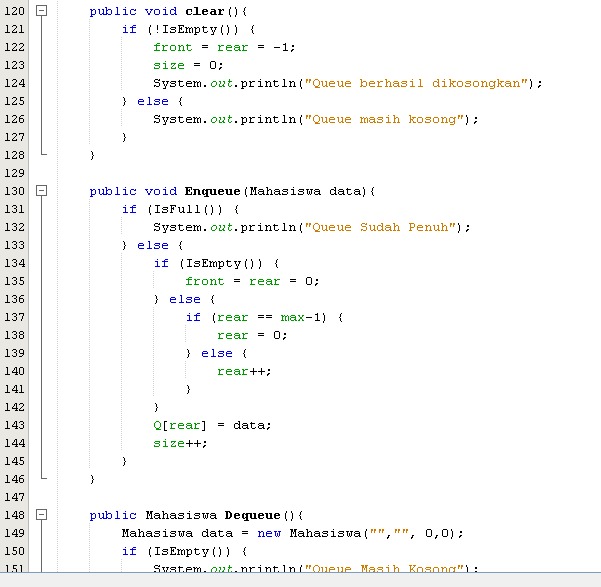 120 public void clear(){
121 if (!IsEmpty()) {
122 front = rear = -1;
123 size = 0;
124 System.out.println("Queue berhasil dikosongkan");
125 } else {
126 System.out.println("Queue masih kosong");
127 }
128 }
129
130 public void Enqueue(Mahasiswa data){
131 if (IsFull()) {
132 System.out.println("Queue Sudah Penuh");
133 } else {
134 if (IsEmpty()) {
135 front = rear = 0;
136 } else {
137 if (rear == max-1) {
138 rear = 0;
139 } else {
140 rear++;
141 }
142 }
143 Q[rear] = data;
144 size++;
145 }
146 }
147
148 public Mahasiswa Dequeue(){
149 Mahasiswa data = new Mahasiswa("","", 0,0);
150 if (IsEmpty()) {
151 System.out.println("Queue Masih Kosong");